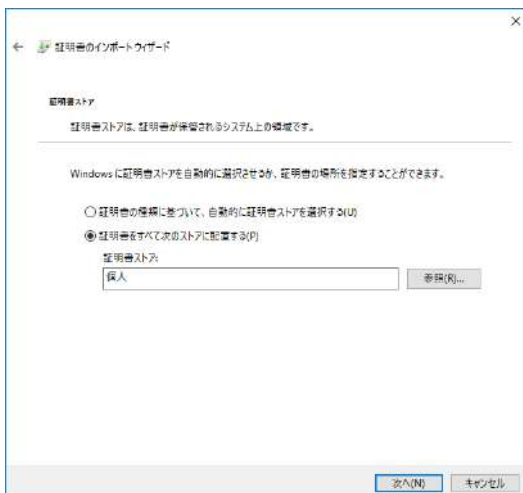 証明書のインポート ウィザード
証明書ストア
証明書ストアは、証明書が保管されるシステム上の領域です。
Windows に証明書ストアを自動的に選択させるか、証明書の場所を指定することができます。
証明書の種類に基づいて、自動的に証明書ストアを選択する(U)
証明書をすべて次のストアに配置する(P)
証明書ストア:
個人
参照(R)...
次へ(N)
キャンセル